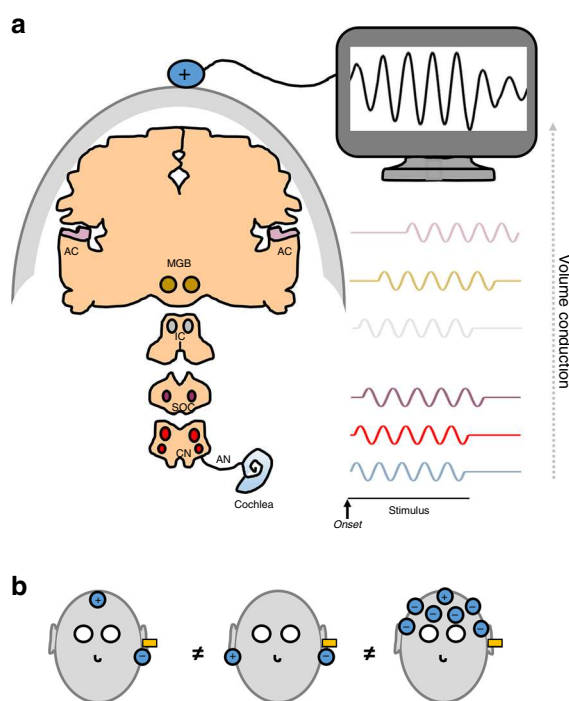 a
+
AC
AC
MGB
IC
SOC
CN
AN
Cochlea
Volume conduction
Onset
Stimulus
b
+
−
≠
+
−
≠
+
−
−
−
−
−
−